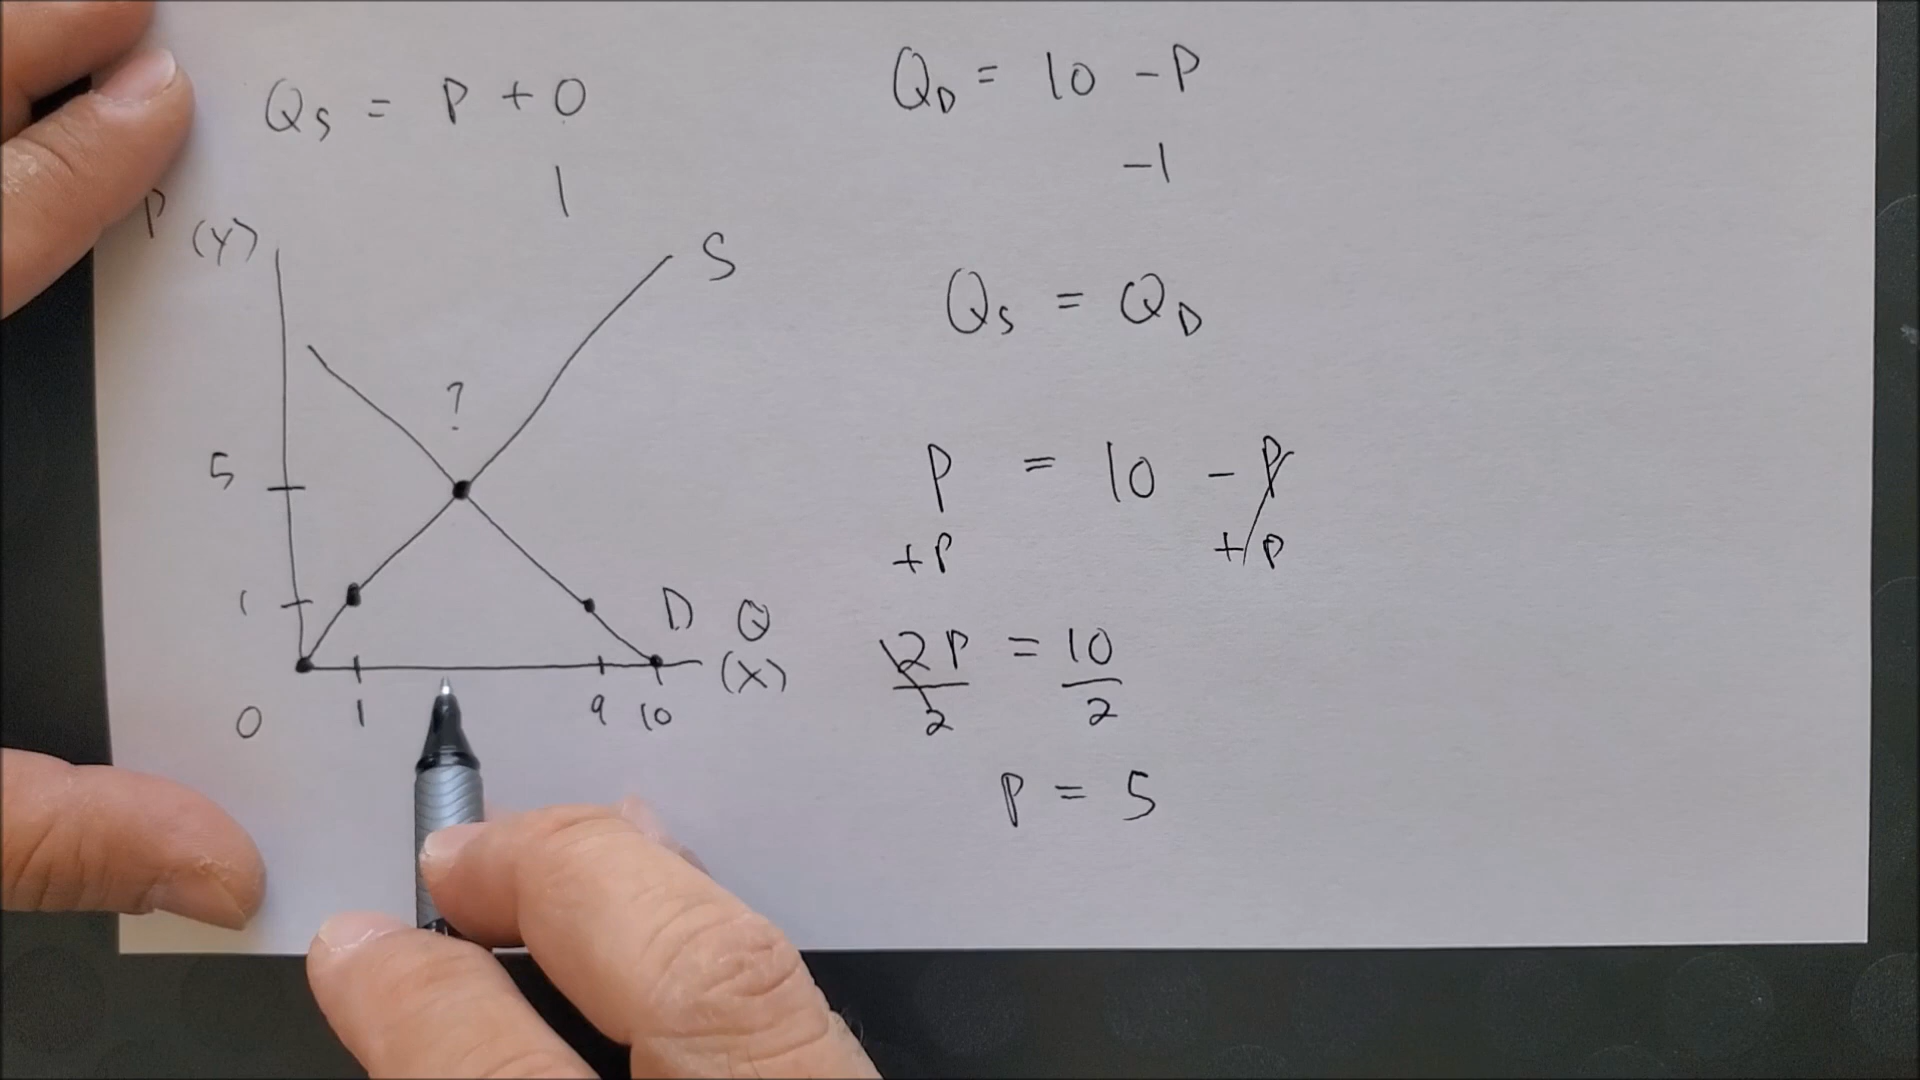 Qs = P + 0
1
P (Y)
S
?
5
1
D Q
(X)
0 1 9 10
QD = 10 - P
-1
Qs = QD
P = 10 - P
+P +P
2P = 10
2 2
P = 5